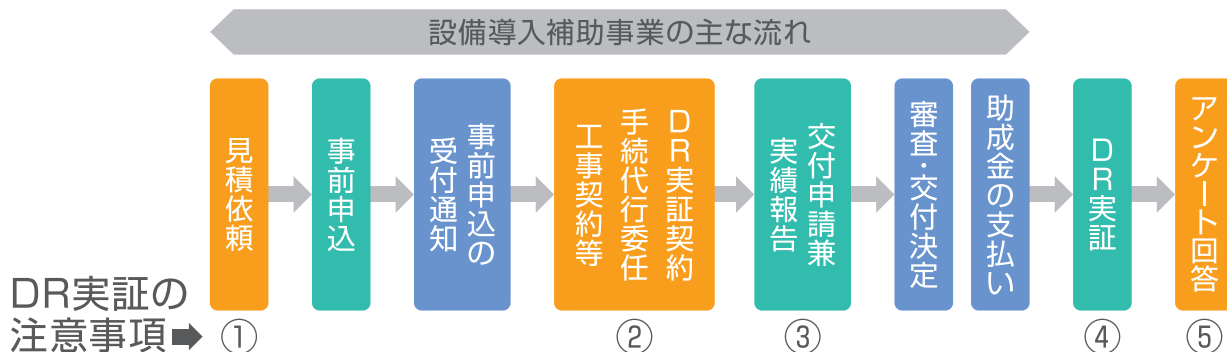 設備導入補助事業の主な流れ
見積依頼
事前申込
事前申込の
受付通知
DR実証契約
手続代行委任
工事契約等
交付申請兼
実績報告
審査・交付決定
助成金の支払い
DR実証
アンケート回答
DR実証の
注意事項➡
①
②
③
④
⑤